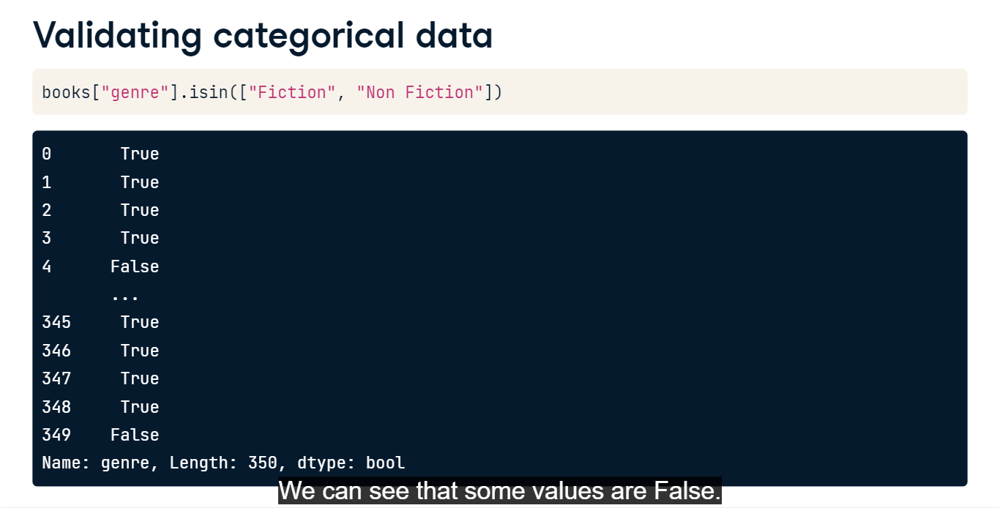 Validating categorical data
books["genre"].isin(["Fiction", "Non Fiction"])
0       True
1       True
2       True
3       True
4      False
       ...
345     True
346     True
347     True
348     True
349    False
Name: genre, Length: 350, dtype: bool
We can see that some values are False.